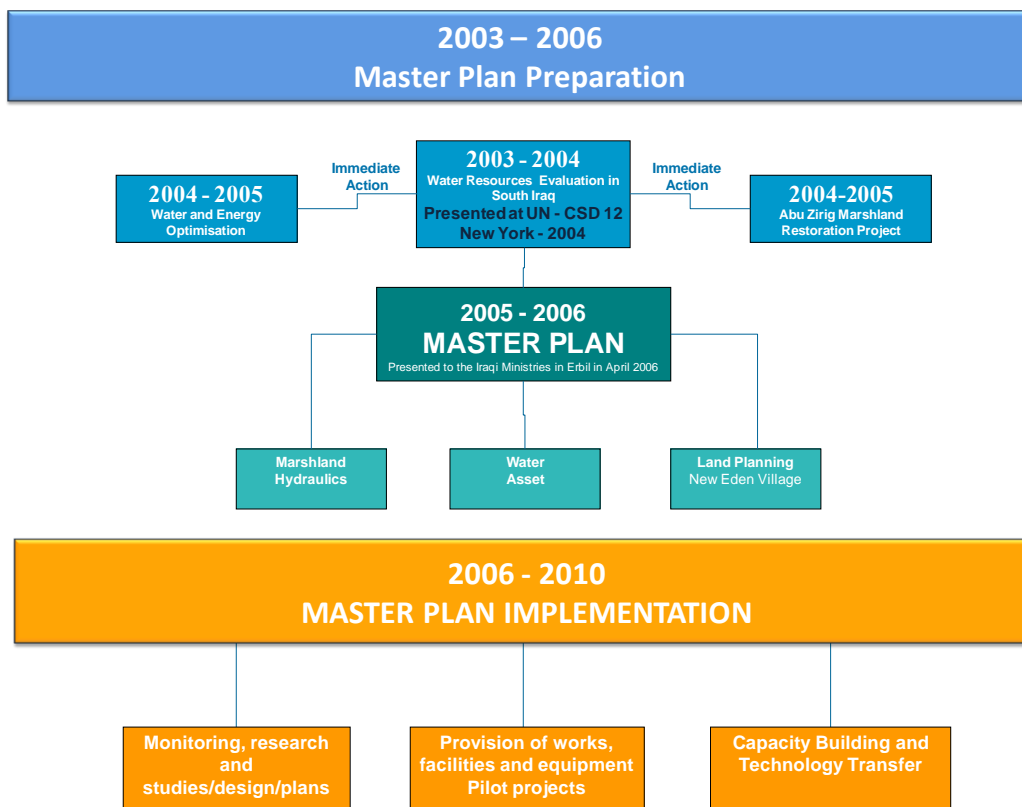 2003 – 2006
Master Plan Preparation
2003 - 2004
Water Resources Evaluation in
South Iraq
Presented at UN - CSD 12
New York - 2004
Immediate
Action
Immediate
Action
2004 - 2005
Water and Energy
Optimisation
2004-2005
Abu Zirig Marshland
Restoration Project
2005 - 2006
MASTER PLAN
Presented to the Iraqi Ministries in Erbil in April 2006
Marshland
Hydraulics
Water
Asset
Land Planning
New Eden Village
2006 - 2010
MASTER PLAN IMPLEMENTATION
Monitoring, research
and
studies/design/plans
Provision of works,
facilities and equipment
Pilot projects
Capacity Building and
Technology Transfer